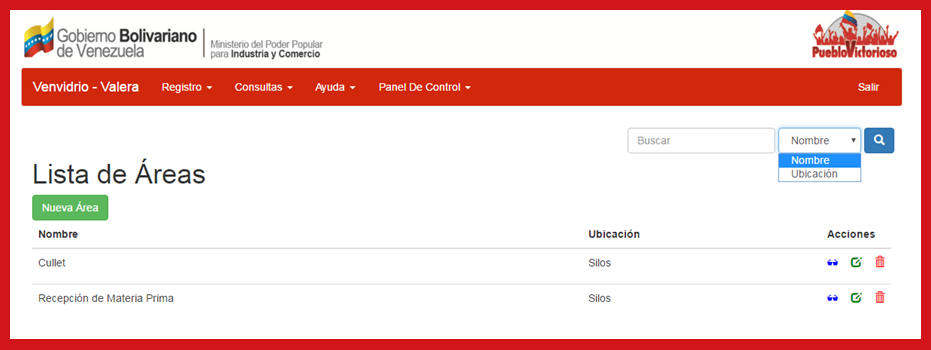 Gobierno Bolivariano
de Venezuela
Ministerio del Poder Popular
para Industria y Comercio
PuebloVictorioso
Venvidrio - Valera Registro Consultas Ayuda Panel De Control Salir
Buscar Nombre
Nombre
Ubicación
Lista de Áreas
Nueva Área
Nombre Ubicación Acciones
Cullet Silos
Recepción de Materia Prima Silos